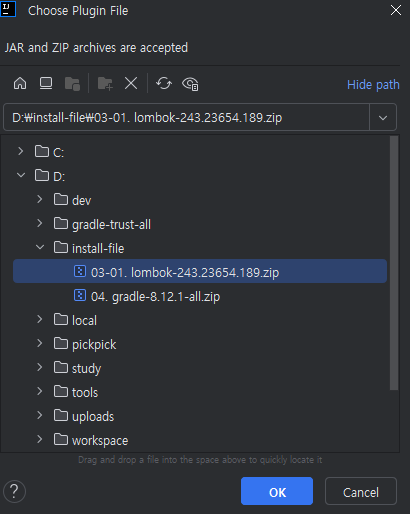 Choose Plugin File
JAR and ZIP archives are accepted
Hide path
D:₩install-file₩03-01. lombok-243.23654.189.zip
C:
D:
dev
gradle-trust-all
install-file
03-01. lombok-243.23654.189.zip
04. gradle-8.12.1-all.zip
local
pickpick
study
tools
uploads
workspace
Drag and drop a file into the space above to quickly locate it
?
OK
Cancel